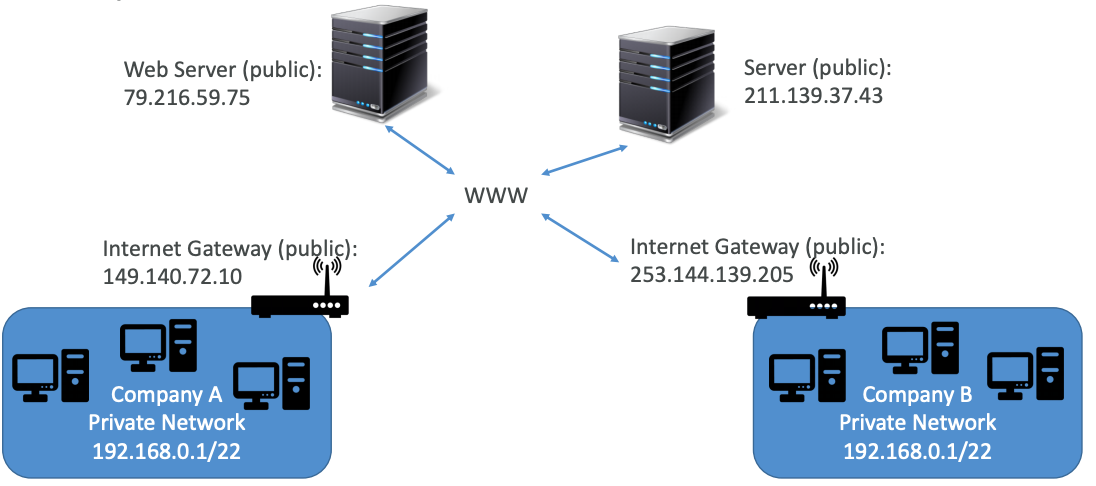 Web Server (public):
79.216.59.75
Server (public):
211.139.37.43
WWW
Internet Gateway (public):
149.140.72.10
Internet Gateway (public):
253.144.139.205
Company A
Private Network
192.168.0.1/22
Company B
Private Network
192.168.0.1/22